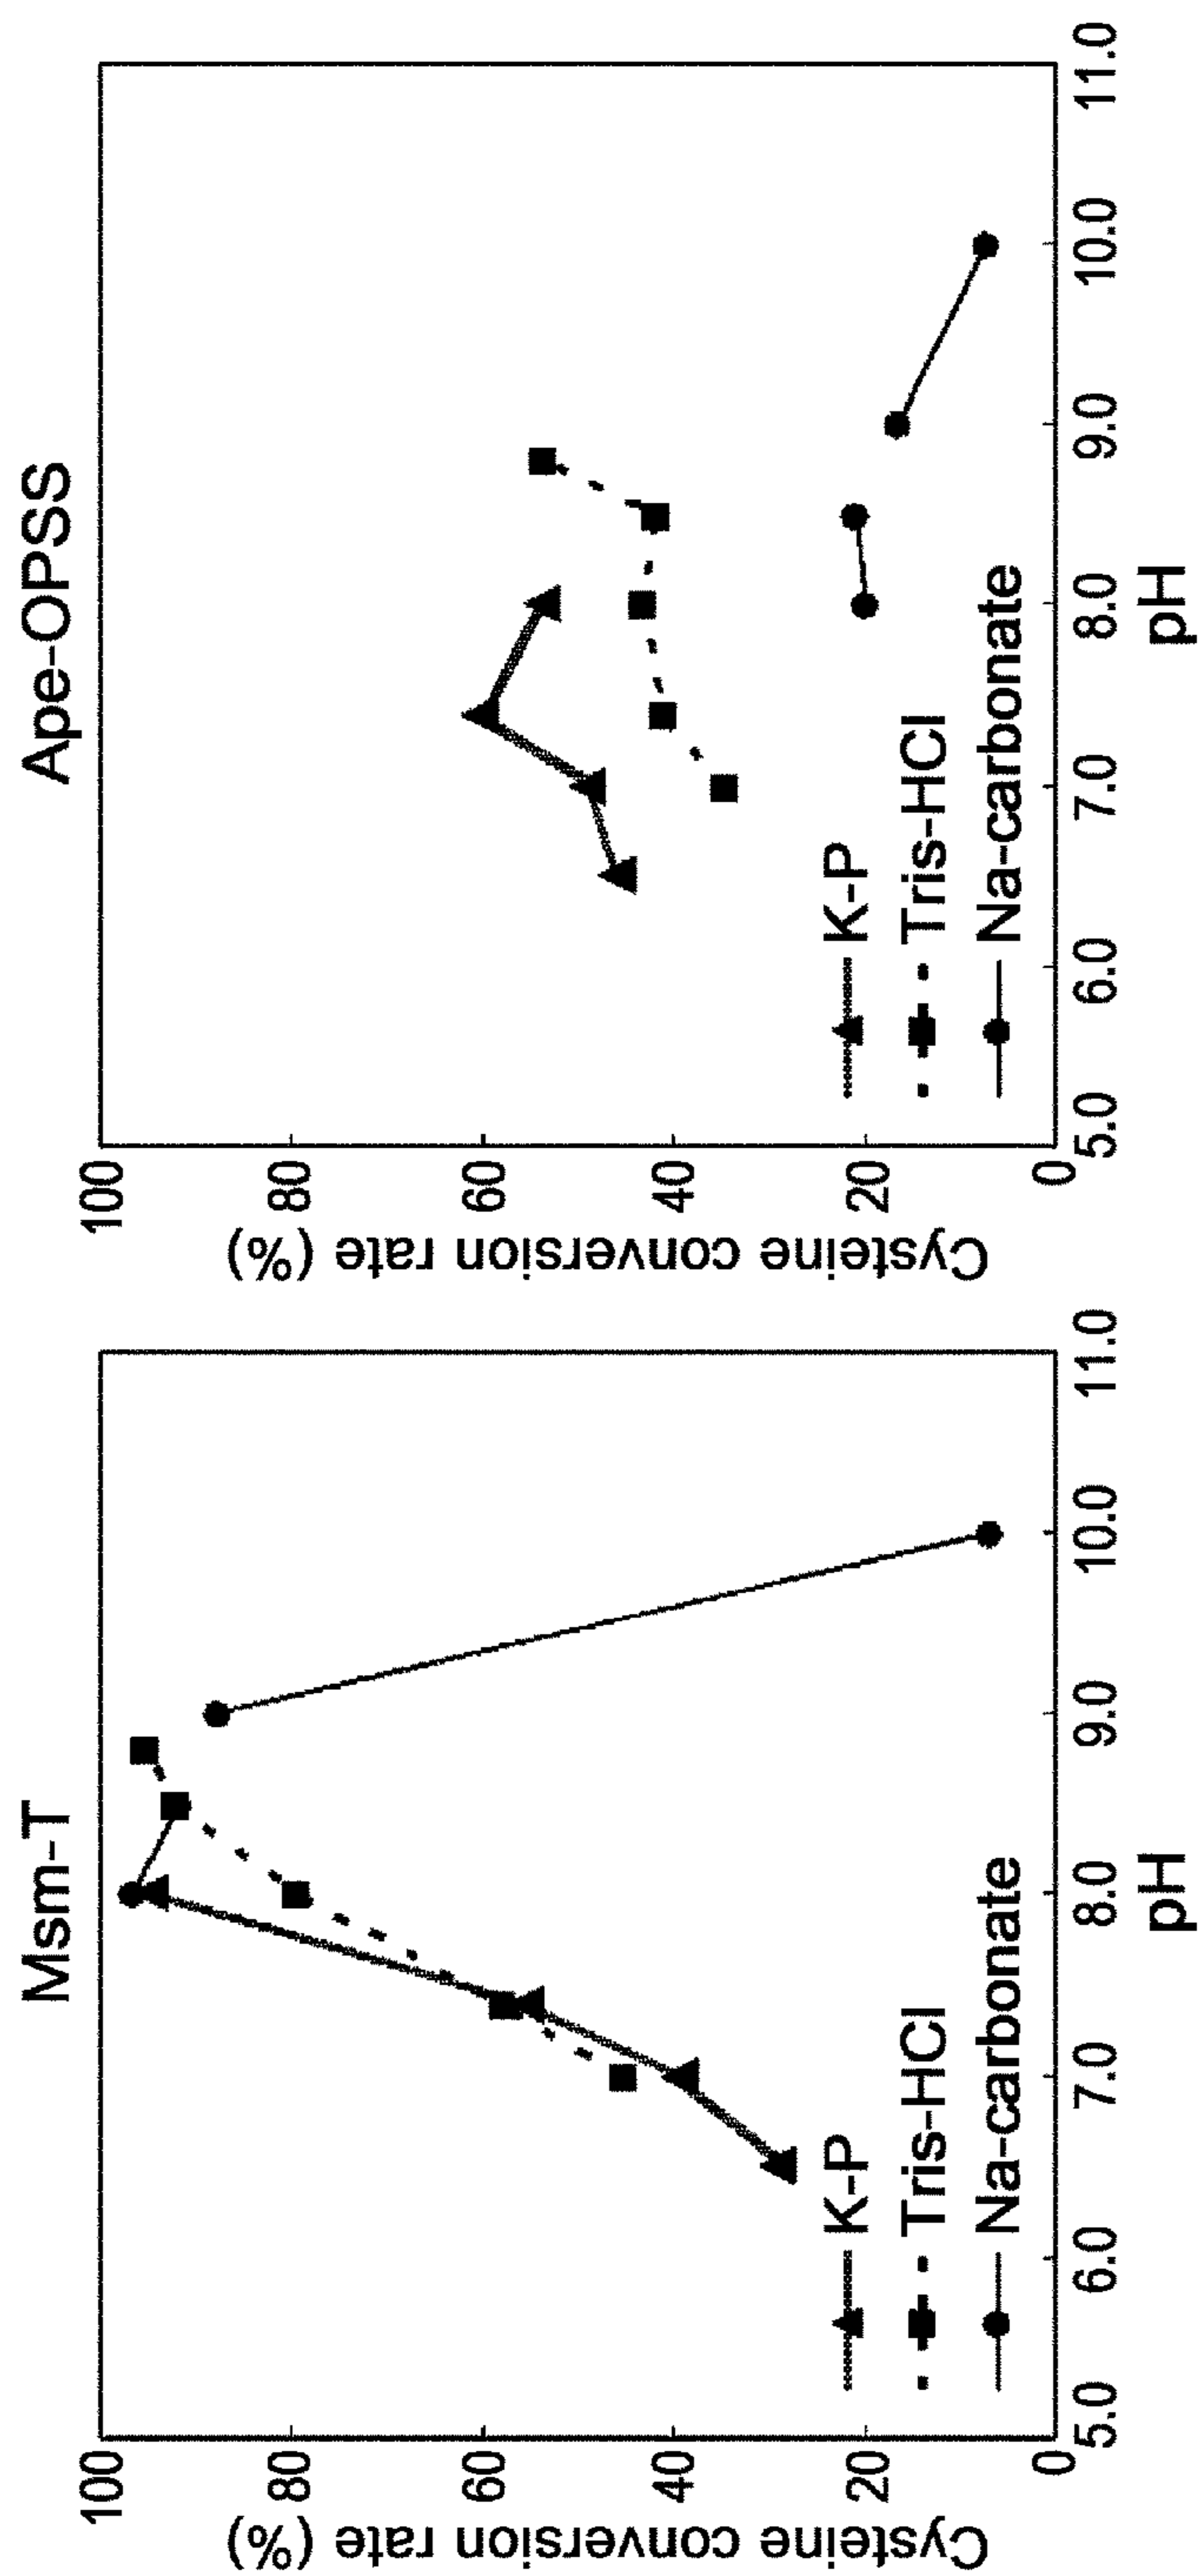 Msm-T
Cysteine conversion rate (%)
100
80
60
40
20
0
K-P
Tris-HCl
Na-carbonate
5.0 6.0 7.0 8.0 9.0 10.0 11.0
pH
Ape-OPSS
Cysteine conversion rate (%)
100
80
60
40
20
0
K-P
Tris-HCl
Na-carbonate
5.0 6.0 7.0 8.0 9.0 10.0 11.0
pH